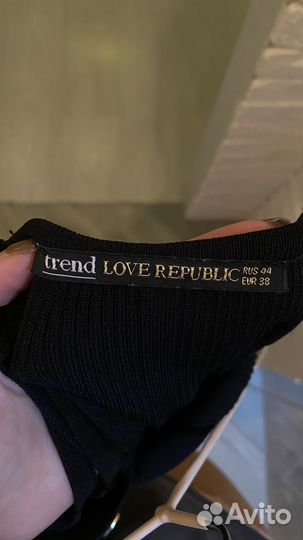 trend LOVE REPUBLIC RUS 44
EUR 38
Avito